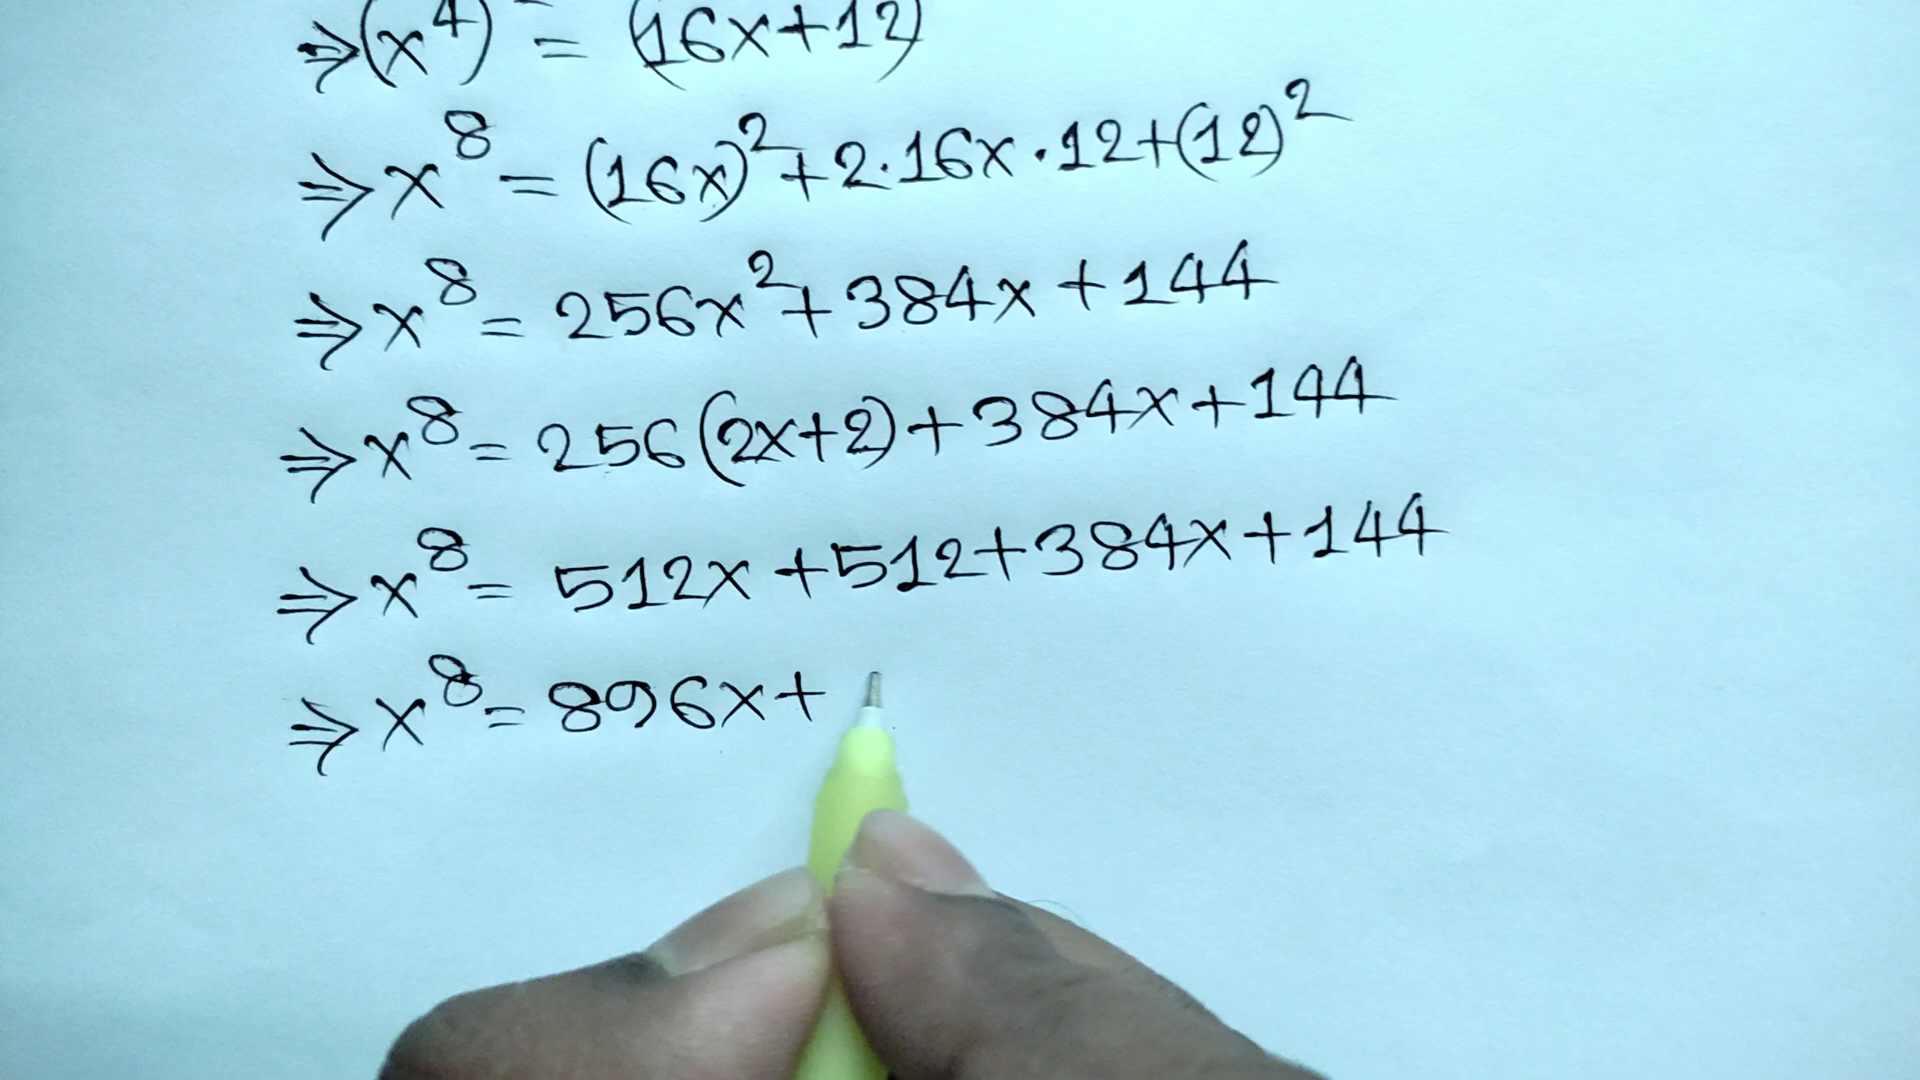 ⇒(x⁴)² = (16x+12)
⇒x⁸ = (16x)²+2·16x·12+(12)²
⇒x⁸ = 256x²+384x+144
⇒x⁸ = 256(2x+2)+384x+144
⇒x⁸ = 512x+512+384x+144
⇒x⁸ = 896x+